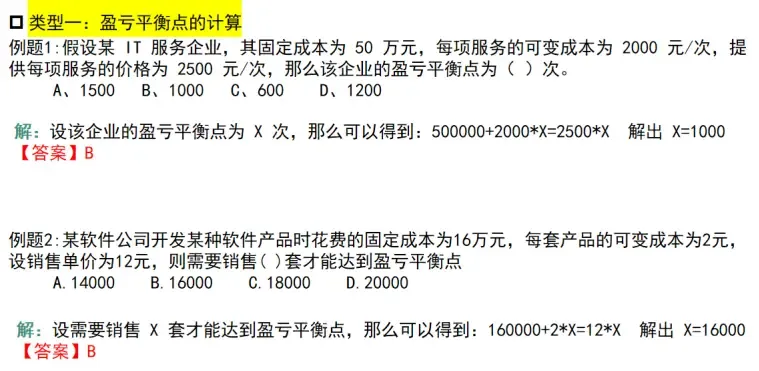 类型一：盈亏平衡点的计算
例题1:假设某 IT 服务企业，其固定成本为 50 万元，每项服务的可变成本为 2000 元/次，提
供每项服务的价格为 2500 元/次，那么该企业的盈亏平衡点为（ ）次。
A、1500 B、1000 C、600 D、1200
解：设该企业的盈亏平衡点为 X 次，那么可以得到：500000+2000*X=2500*X 解出 X=1000
【答案】B
例题2:某软件公司开发某种软件产品时花费的固定成本为16万元，每套产品的可变成本为2元，
设销售单价为12元，则需要销售( )套才能达到盈亏平衡点
A.14000 B.16000 C.18000 D.20000
解：设需要销售 X 套才能达到盈亏平衡点，那么可以得到：160000+2*X=12*X 解出 X=16000
【答案】B